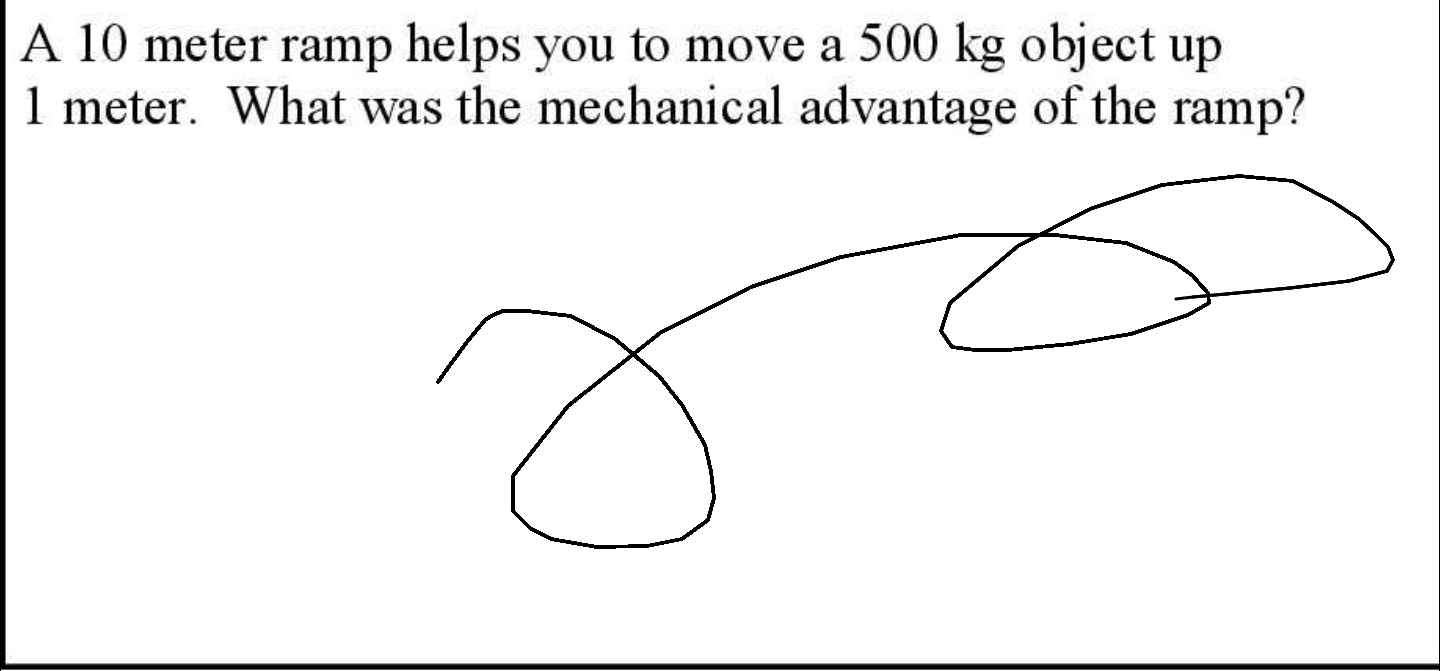 A 10 meter ramp helps you to move a 500 kg object up
1 meter.  What was the mechanical advantage of the ramp?